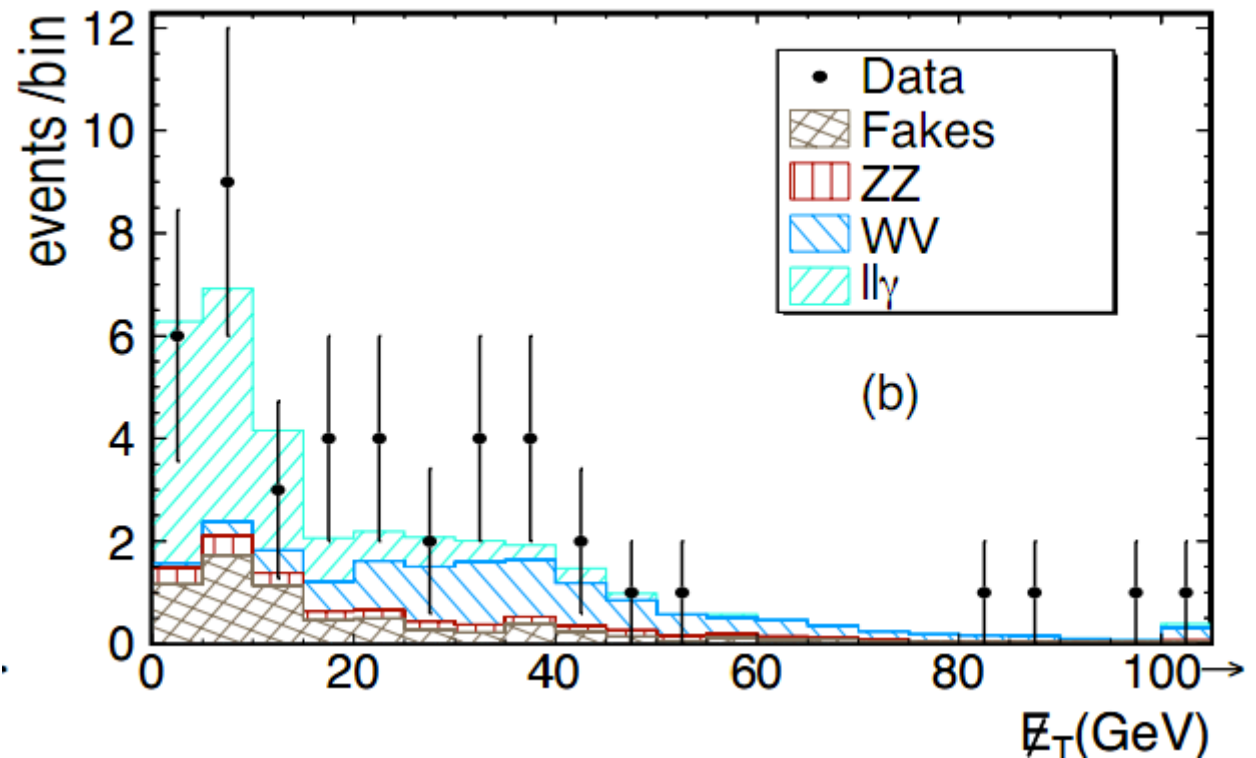 events /bin
12
10
8
6
4
2
0
Data
Fakes
ZZ
WV
llγ
(b)
0 20 40 60 80 100→
E̸_T(GeV)